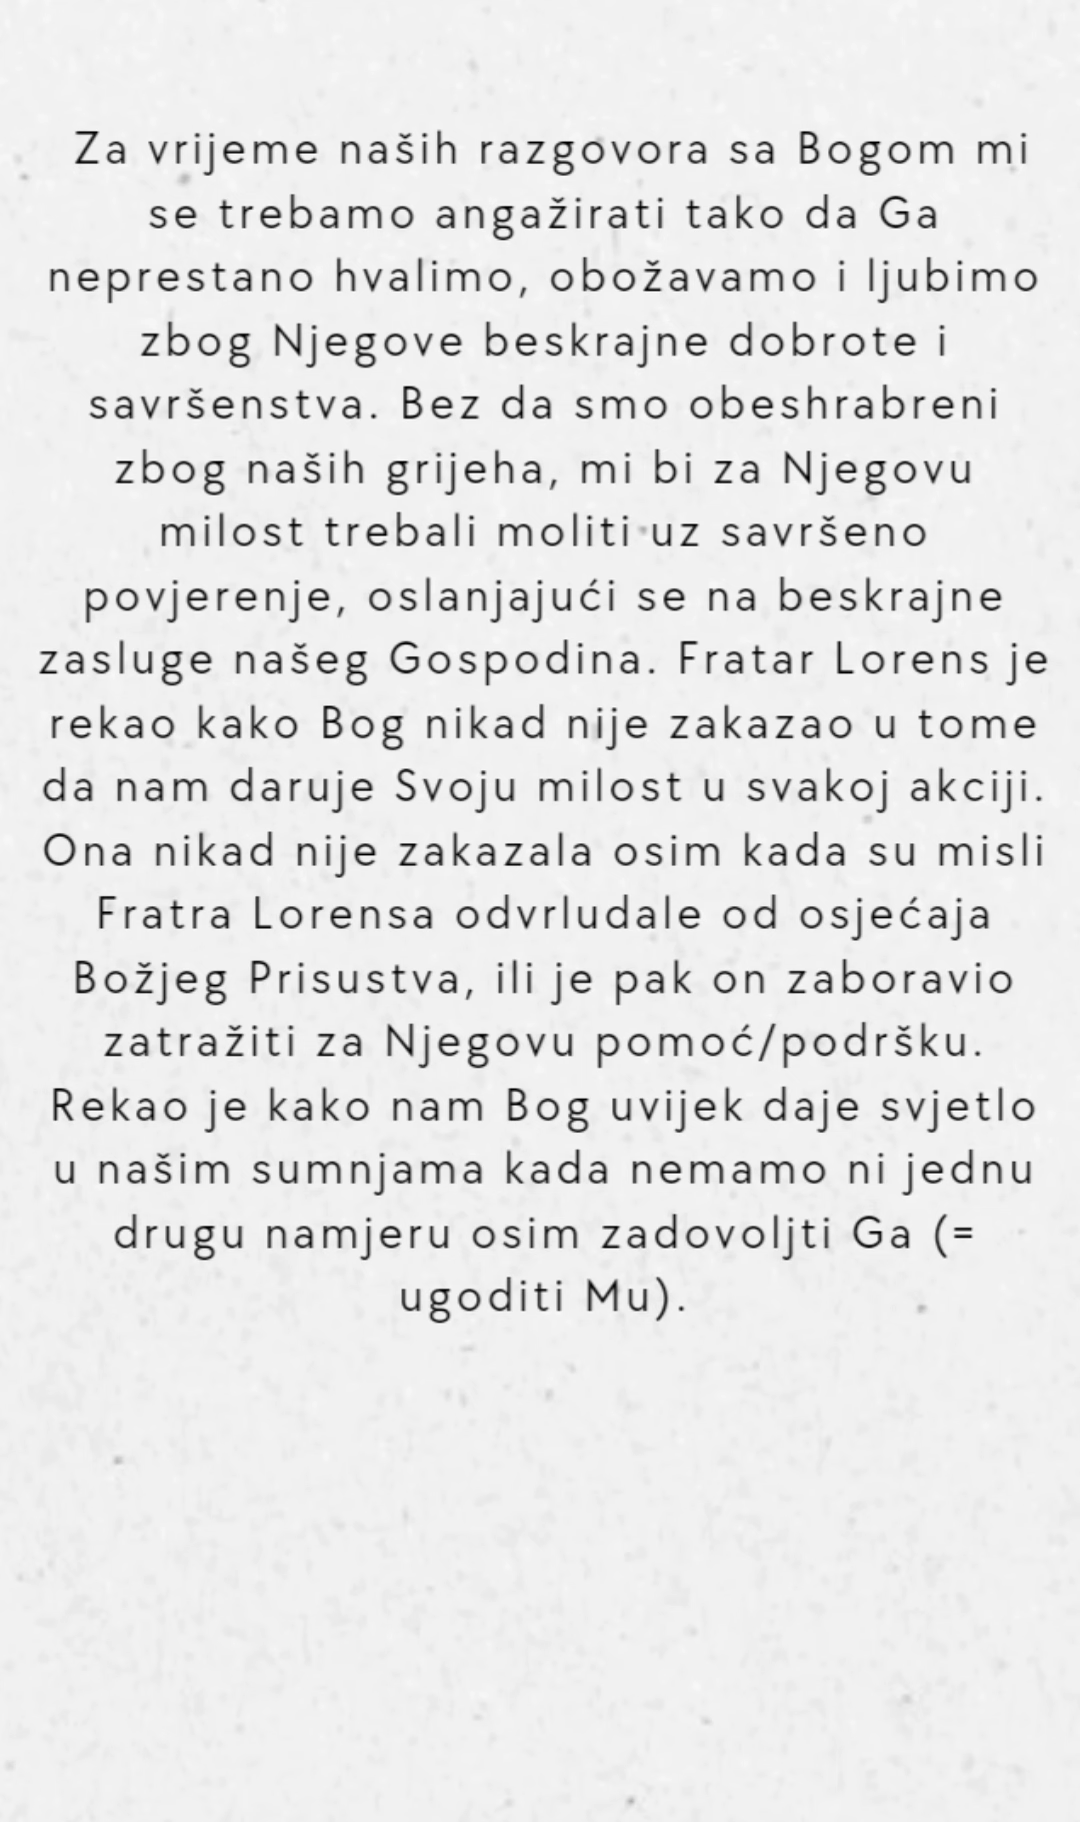 Za vrijeme naših razgovora sa Bogom mi
se trebamo angažirati tako da Ga
neprestano hvalimo, obožavamo i ljubimo
zbog Njegove beskrajne dobrote i
savršenstva. Bez da smo obeshrabreni
zbog naših grijeha, mi bi za Njegovu
milost trebali moliti uz savršeno
povjerenje, oslanjajući se na beskrajne
zasluge našeg Gospodina. Fratar Lorens je
rekao kako Bog nikad nije zakazao u tome
da nam daruje Svoju milost u svakoj akciji.
Ona nikad nije zakazala osim kada su misli
Fratra Lorensa odvrludale od osjećaja
Božjeg Prisustva, ili je pak on zaboravio
zatražiti za Njegovu pomoć/podršku.
Rekao je kako nam Bog uvijek daje svjetlo
u našim sumnjama kada nemamo ni jednu
drugu namjeru osim zadovoljti Ga (=
ugoditi Mu).